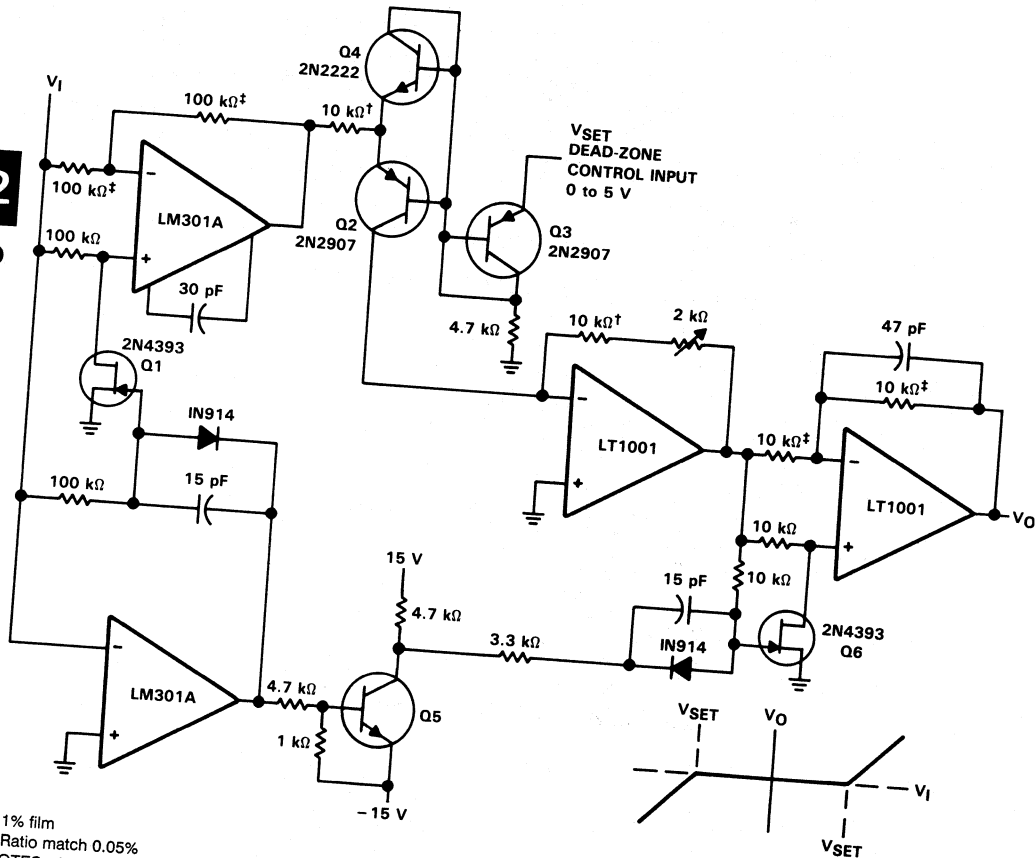 Q4
2N2222
VI
100 kΩ‡
10 kΩ†
VSET
DEAD-ZONE
CONTROL INPUT
0 to 5 V
2
−
100 kΩ‡
LM301A
Q2
2N2907
Q3
2N2907
100 kΩ
+
30 pF
4.7 kΩ
10 kΩ†
2 kΩ
47 pF
2N4393
Q1
10 kΩ‡
IN914
−
LT1001
10 kΩ‡
−
100 kΩ
15 pF
+
LT1001
VO
10 kΩ
+
15 V
15 pF
10 kΩ
4.7 kΩ
−
3.3 kΩ
IN914
2N4393
Q6
LM301A
4.7 kΩ
Q5
VSET
VO
+
1 kΩ
VI
−15 V
VSET
1% film
Ratio match 0.05%